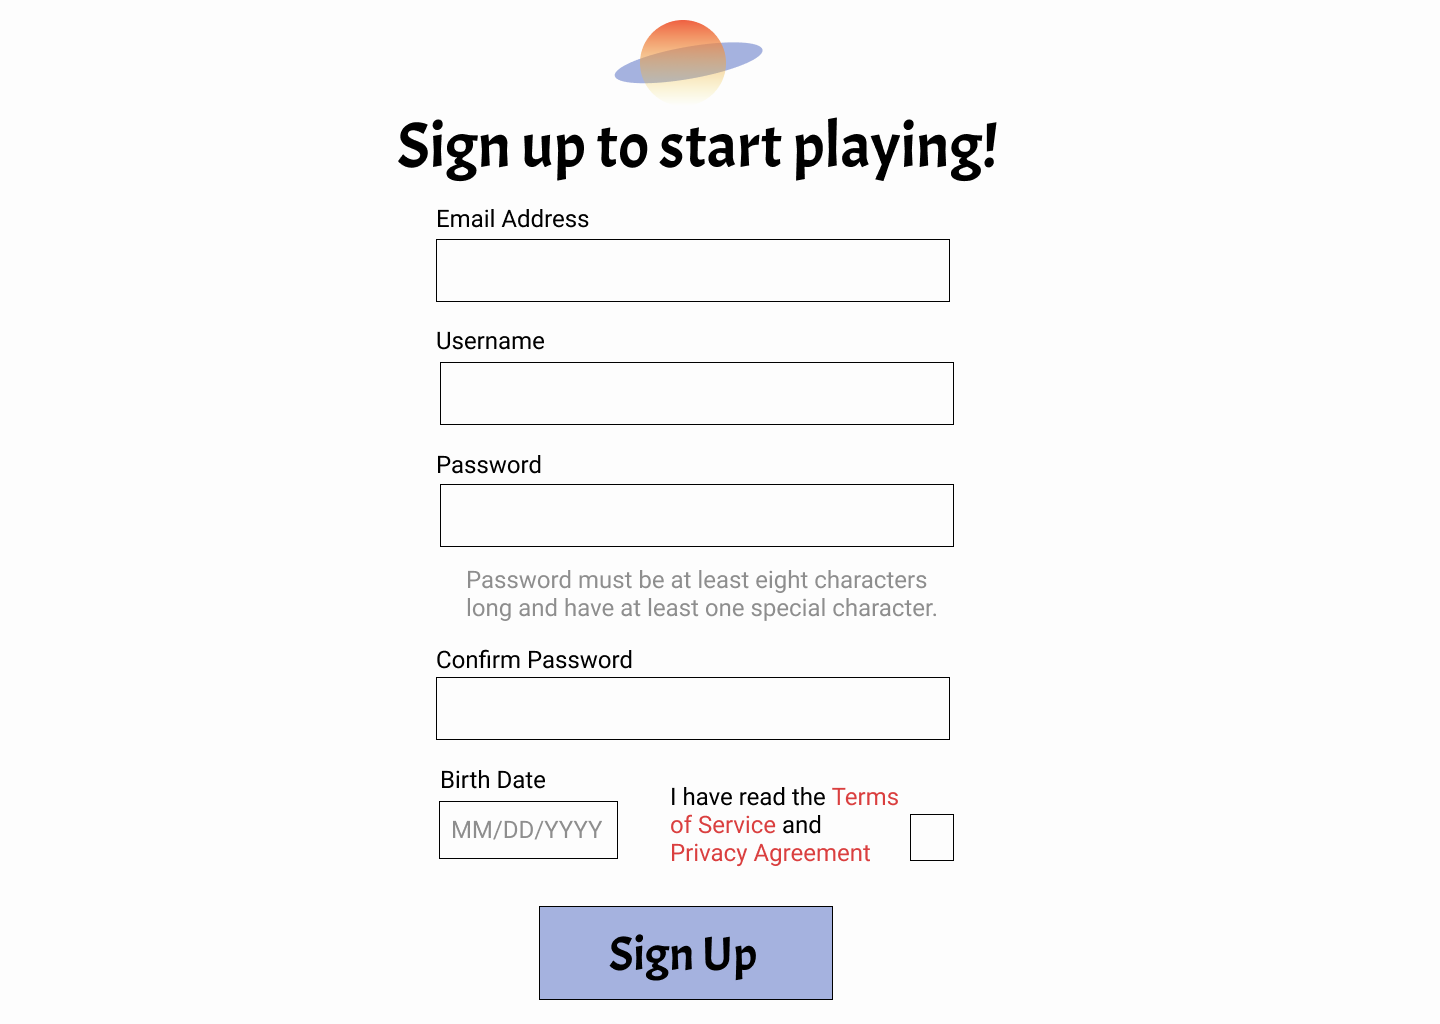 Sign up to start playing!
Email Address
Username
Password
Password must be at least eight characters
long and have at least one special character.
Confirm Password
Birth Date
MM/DD/YYYY
I have read the Terms
of Service and
Privacy Agreement
Sign Up